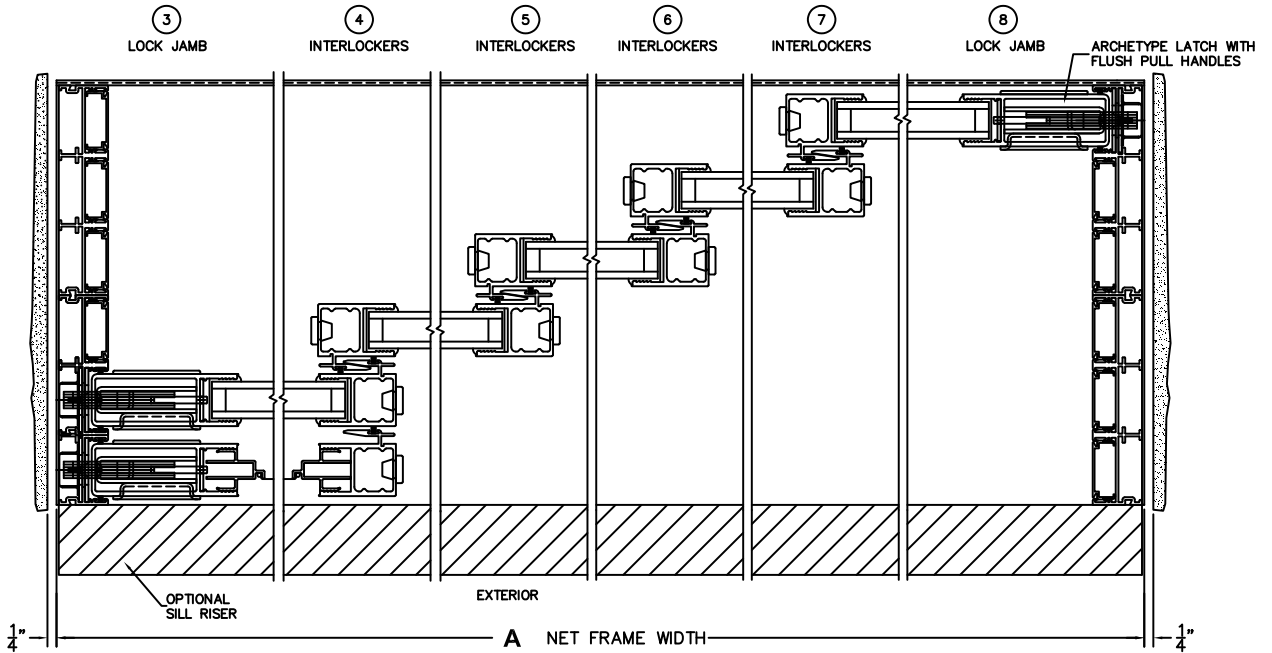 3
LOCK JAMB
4
INTERLOCKERS
5
INTERLOCKERS
6
INTERLOCKERS
7
INTERLOCKERS
8
LOCK JAMB
ARCHETYPE LATCH WITH
FLUSH PULL HANDLES
OPTIONAL
SILL RISER
EXTERIOR
1/4"
A NET FRAME WIDTH
1/4"